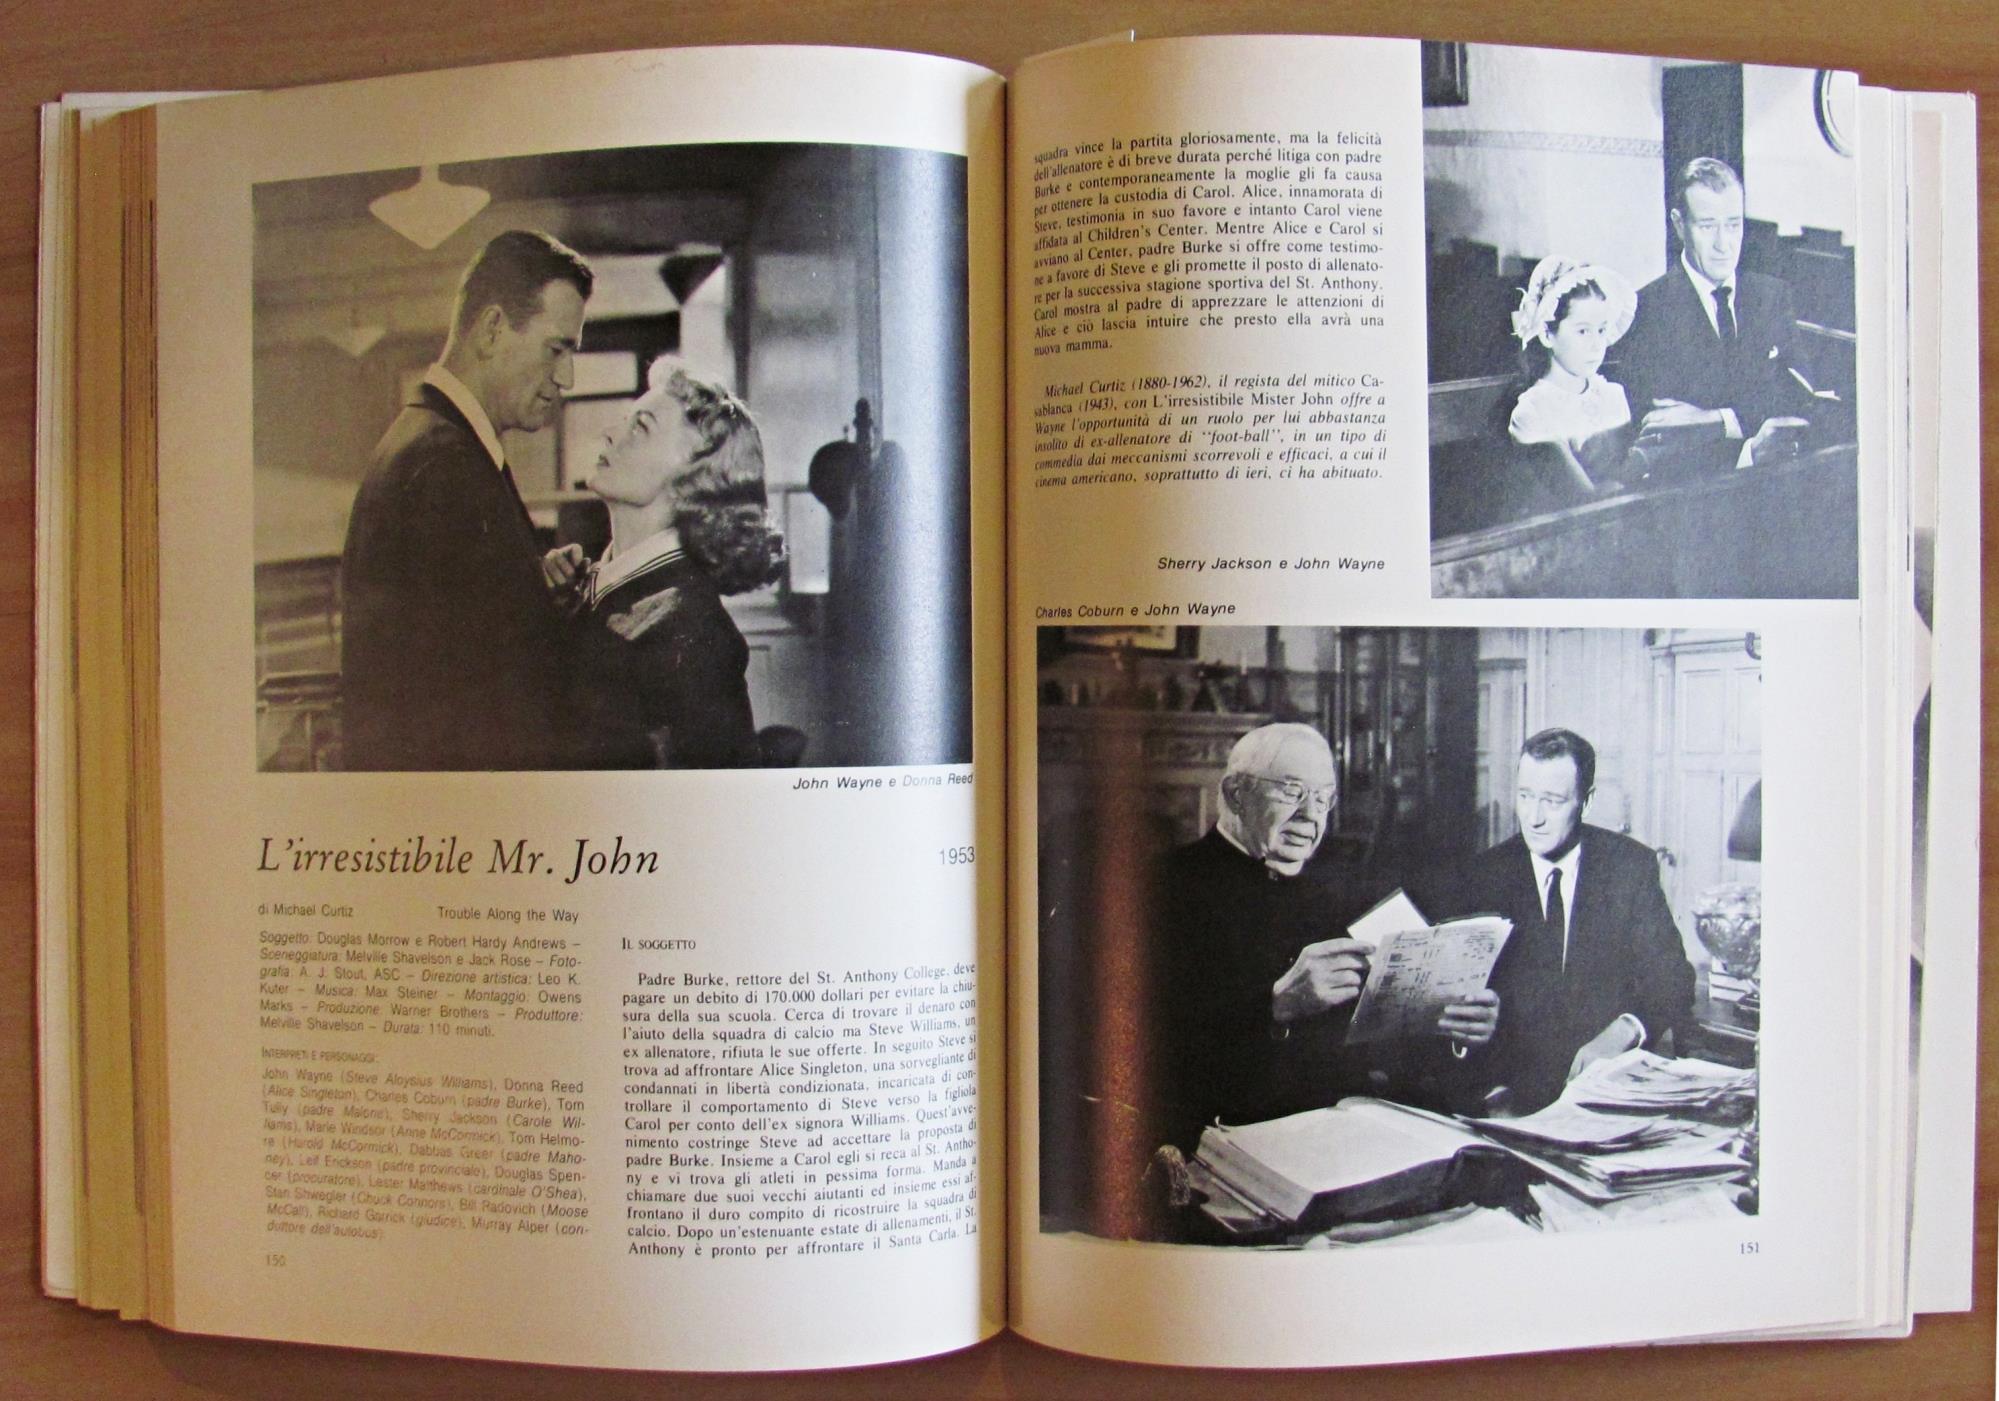 John Wayne e Donna Reed
L'irresistibile Mr. John
1953
di Michael Curtiz
Trouble Along the Way
Soggetto: Douglas Morrow e Robert Hardy Andrews –
Sceneggiatura: Melville Shavelson e Jack Rose – Foto-
grafia: A. J. Stout, ASC – Direzione artistica: Leo K.
Kuter – Musica: Max Steiner – Montaggio: Owens
Marks – Produzione: Warner Brothers – Produttore:
Melville Shavelson – Durata: 110 minuti.
INTERPRETI E PERSONAGGI:
John Wayne (Steve Aloysius Williams), Donna Reed
(Alice Singleton), Charles Coburn (padre Burke), Tom
Tully (padre Malone), Sherry Jackson (Carole Wil-
liams), Marie Windsor (Anne McCormick), Tom Helmo-
re (Harold McCormick), Dabbas Greer (padre Maho-
ney), Leif Erickson (padre provinciale), Douglas Spen-
cer (procuratore), Lester Matthews (cardinale O'Shea),
Stan Shwegler (Chuck Connors), Bill Radovich (Moose
McCall), Richard Garrick (giudice), Murray Alper (con-
duttore dell'autobus).
150
IL SOGGETTO
Padre Burke, rettore del St. Anthony College, deve
pagare un debito di 170.000 dollari per evitare la chiu-
sura della sua scuola. Cerca di trovare il denaro con
l'aiuto della squadra di calcio ma Steve Williams, un
ex allenatore, rifiuta le sue offerte. In seguito Steve si
trova ad affrontare Alice Singleton, una sorvegliante di
condannati in libertà condizionata, incaricata di con-
trollare il comportamento di Steve verso la figliola
Carol per conto dell'ex signora Williams. Quest'avve-
nimento costringe Steve ad accettare la proposta di
padre Burke. Insieme a Carol egli si reca al St. Antho-
ny e vi trova gli atleti in pessima forma. Manda a
chiamare due suoi vecchi aiutanti ed insieme essi af-
frontano il duro compito di ricostruire la squadra di
calcio. Dopo un'estenuante estate di allenamenti, il St.
Anthony è pronto per affrontare il Santa Carla. La
squadra vince la partita gloriosamente, ma la felicità
dell'allenatore è di breve durata perché litiga con padre
Burke e contemporaneamente la moglie gli fa causa
per ottenere la custodia di Carol. Alice, innamorata di
Steve, testimonia in suo favore e intanto Carol viene
affidata al Children's Center. Mentre Alice e Carol si
avviano al Center, padre Burke si offre come testimo-
ne a favore di Steve e gli promette il posto di allenato-
re per la successiva stagione sportiva del St. Anthony.
Carol mostra al padre di apprezzare le attenzioni di
Alice e ciò lascia intuire che presto ella avrà una
nuova mamma.
Michael Curtiz (1880-1962), il regista del mitico Ca-
sablanca (1943), con L'irresistibile Mister John offre a
Wayne l'opportunità di un ruolo per lui abbastanza
insolito di ex-allenatore di "foot-ball", in un tipo di
commedia dai meccanismi scorrevoli e efficaci, a cui il
cinema americano, soprattutto di ieri, ci ha abituato.
Sherry Jackson e John Wayne
Charles Coburn e John Wayne
151